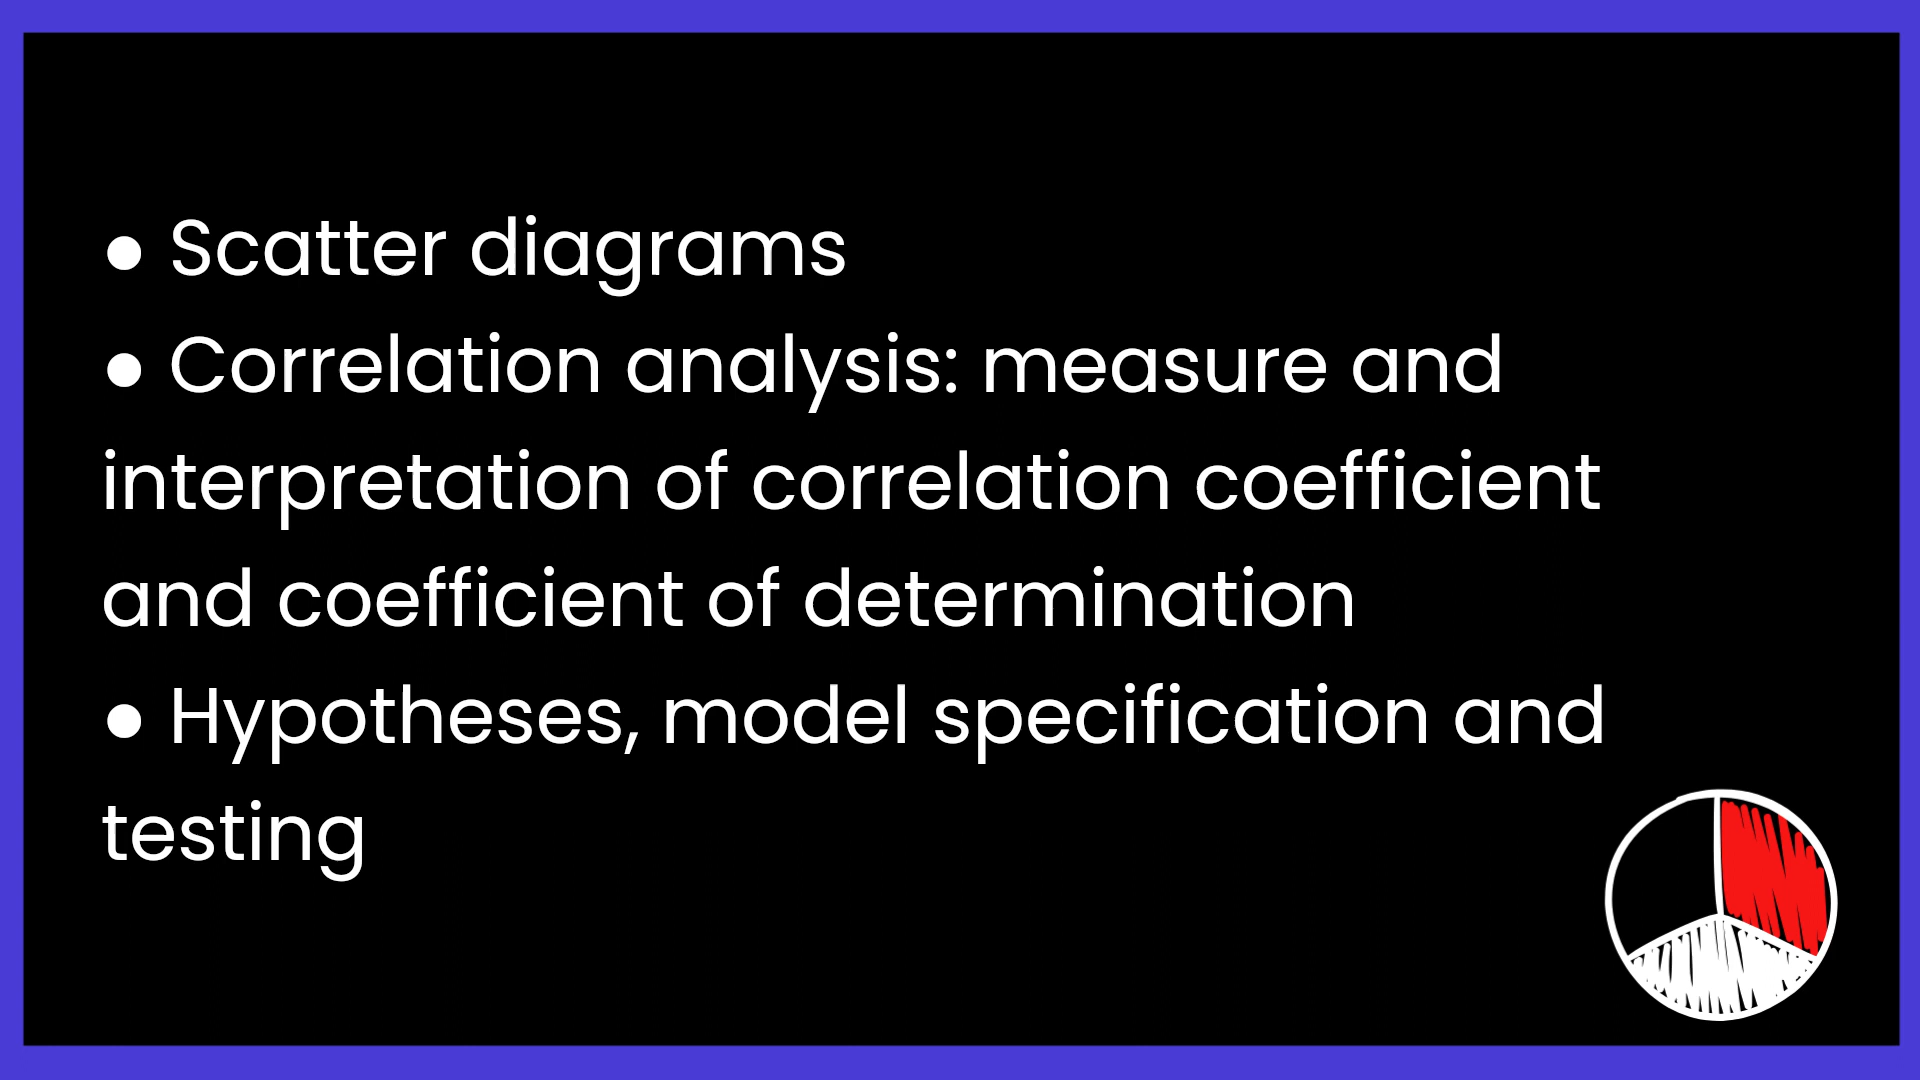 ● Scatter diagrams
● Correlation analysis: measure and
interpretation of correlation coefficient
and coefficient of determination
● Hypotheses, model specification and
testing